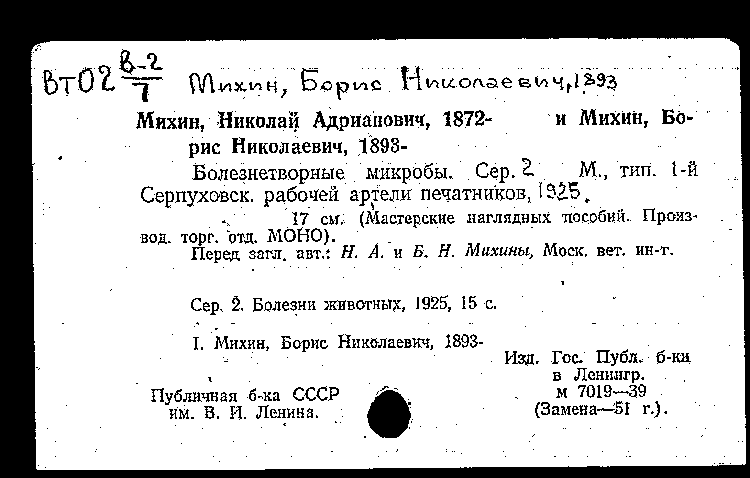 ВТ02 В-2/7 Михин, Борис Николаевич, 1893
Михин, Николай Адрианович, 1872- и Михин, Бо-
рис Николаевич, 1893-
Болезнетворные микробы. Сер. 2 М., тип. 1-й
Серпуховск. рабочей артели печатников, 1925.
17 см. (Мастерские наглядных пособий. Произ-
вод. торг. отд. МОНО).
Перед загл. авт.: Н. А. и Б. Н. Михины, Моск. вет. ин-т.
Сер. 2. Болезни животных, 1925, 15 с.
I. Михин, Борис Николаевич, 1893-
Изд. Гос. Публ. б-ки
в Ленингр.
м 7019—39
(Замена—51 г.).
Публичная б-ка СССР
им. В. И. Ленина.